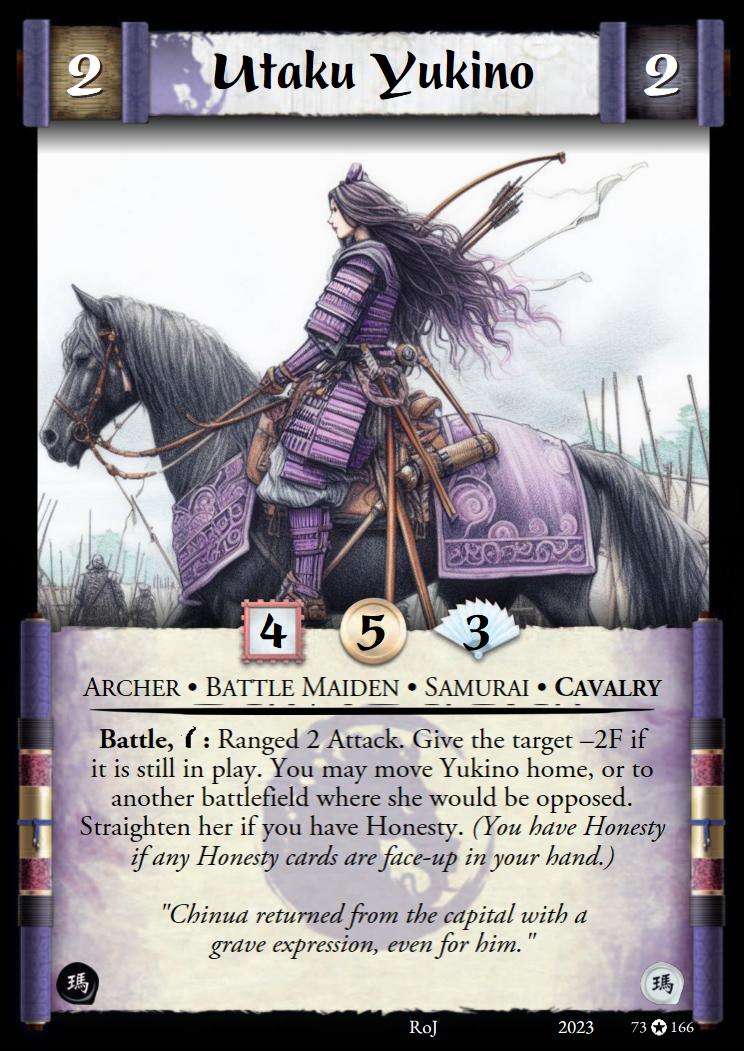 2 Utaku Yukino 2
4 5 3
ARCHER • BATTLE MAIDEN • SAMURAI • CAVALRY
Battle, : Ranged 2 Attack. Give the target –2F if
it is still in play. You may move Yukino home, or to
another battlefield where she would be opposed.
Straighten her if you have Honesty. (You have Honesty
if any Honesty cards are face-up in your hand.)
"Chinua returned from the capital with a
grave expression, even for him."
瑪 瑪
RoJ 2023 73 ✪ 166